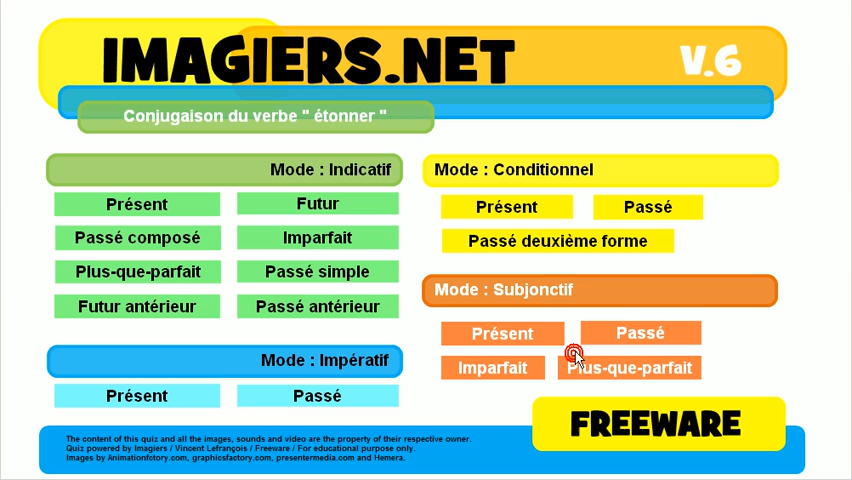 IMAGIERS.NET
V.6
Conjugaison du verbe " étonner "
Mode : Indicatif
Présent
Futur
Passé composé
Imparfait
Plus-que-parfait
Passé simple
Futur antérieur
Passé antérieur
Mode : Impératif
Présent
Passé
Mode : Conditionnel
Présent
Passé
Passé deuxième forme
Mode : Subjonctif
Présent
Passé
Imparfait
Plus-que-parfait
FREEWARE
The content of this quiz and all the images, sounds and video are the property of their respective owner.
Quiz powered by Imagiers / Vincent Lefrançois / Freeware / For educational purpose only.
Images by Animationfctory.com, graphicsfactory.com, presentermedia.com and Hemera.